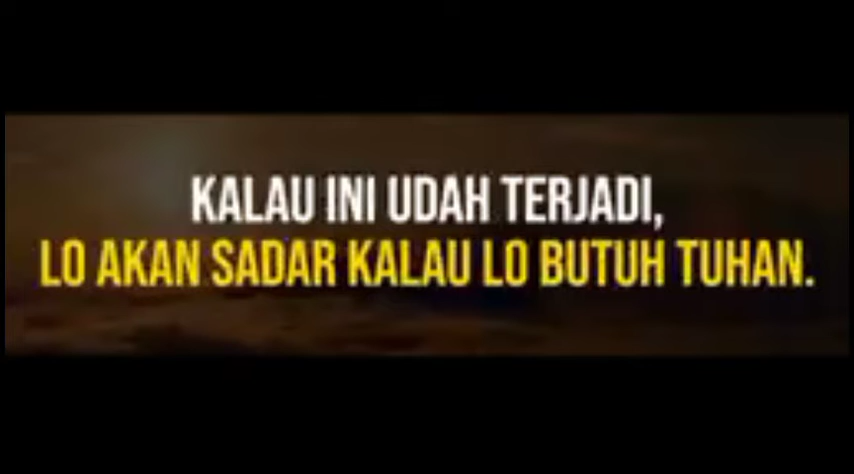 KALAU INI UDAH TERJADI,
LO AKAN SADAR KALAU LO BUTUH TUHAN.